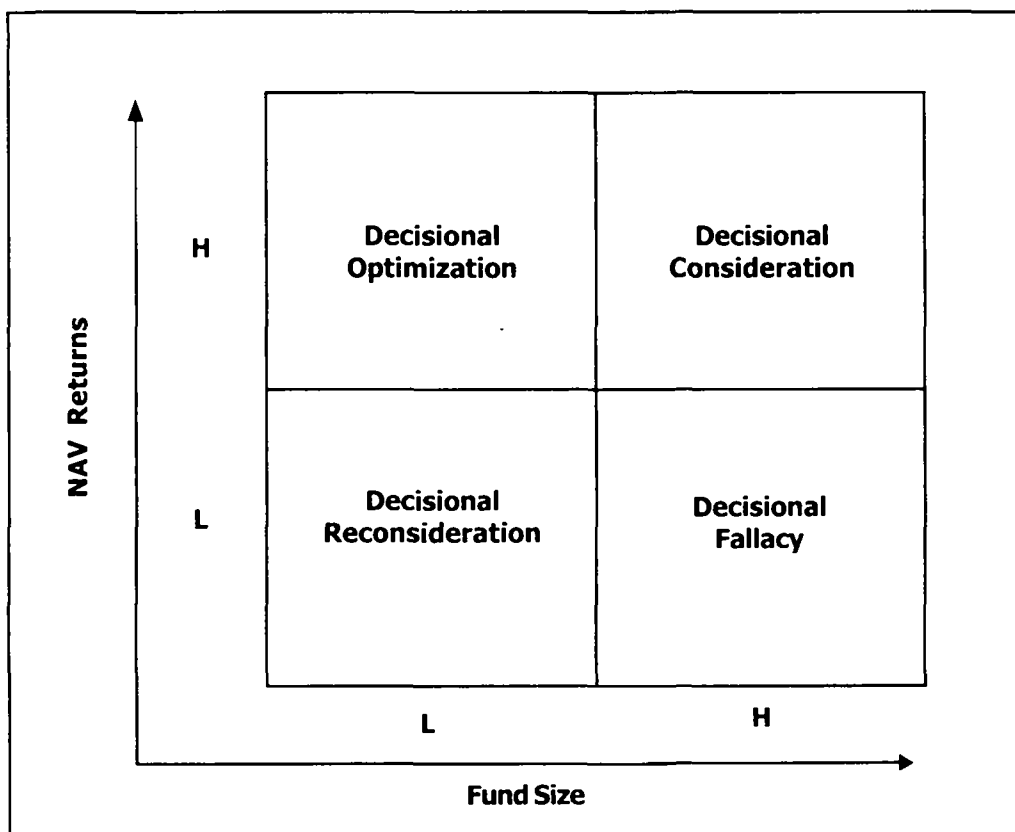 H
Decisional
Optimization
Decisional
Consideration
NAV Returns
L
Decisional
Reconsideration
Decisional
Fallacy
L
H
Fund Size